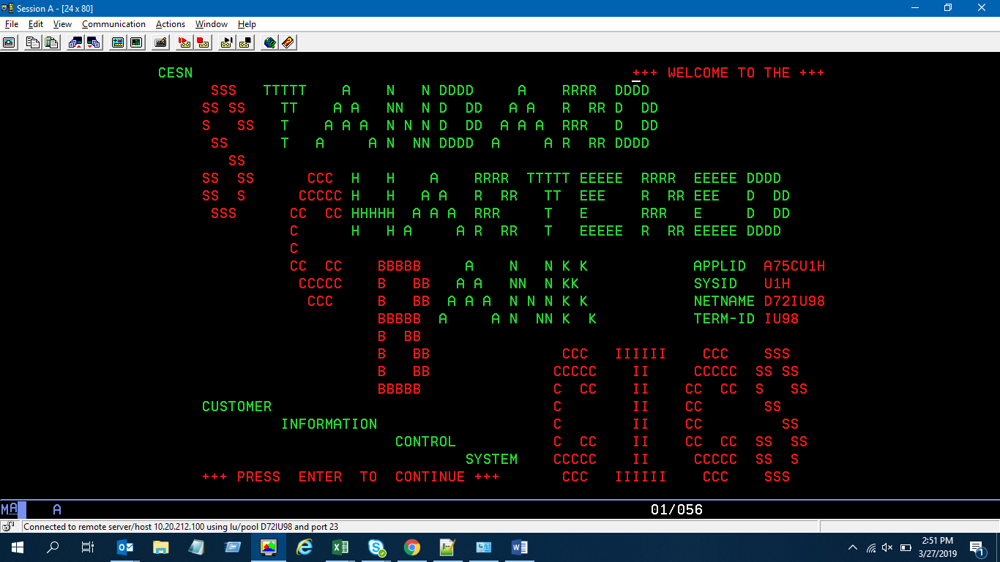 Session A - [24 x 80]
File Edit View Communication Actions Window Help
CESN +++ WELCOME TO THE +++
SSS TTTTT A N N DDDD A RRRR DDDD
SS SS TT A A NN N D DD A A R RR D DD
S SS T A A A N N N D DD A A A RRR D DD
SS T A A N NN DDDD A A R RR DDDD
SS
SS SS CCC H H A RRRR TTTTT EEEEE RRRR EEEEE DDDD
SS S CCCCC H H A A R RR TT EEE R RR EEE D DD
SSS CC CC HHHHH A A A RRR T E RRR E D DD
C H H A A R RR T EEEEE R RR EEEEE DDDD
C
CC CC BBBBB A N N K K APPLID A75CU1H
CCCCC B BB A A NN N KK SYSID U1H
CCC B BB A A A N N N K K NETNAME D72IU98
BBBBB A A N NN K K TERM-ID IU98
B BB
B BB CCC IIIIII CCC SSS
B BB CCCCC II CCCCC SS SS
BBBBB C CC II CC CC S SS
CUSTOMER C II CC SS
INFORMATION C II CC SS
CONTROL C CC II CC CC SS SS
SYSTEM CCCCC II CCCCC SS S
+++ PRESS ENTER TO CONTINUE +++ CCC IIIIII CCC SSS
MA A 01/056
Connected to remote server/host 10.20.212.100 using lu/pool D72IU98 and port 23
2:51 PM
3/27/2019
1